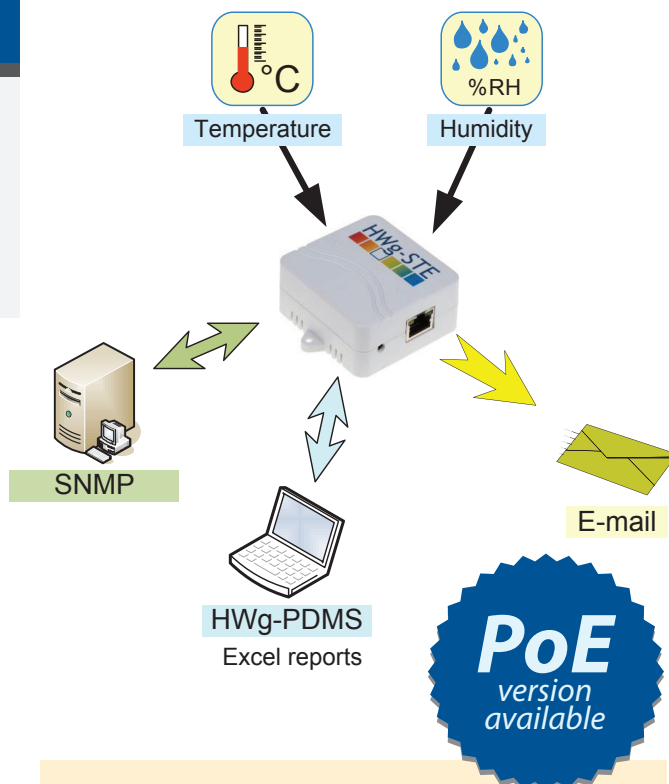 °C
%RH
Temperature
Humidity
HWg-STE
SNMP
E-mail
HWg-PDMS
Excel reports
PoE
version
available